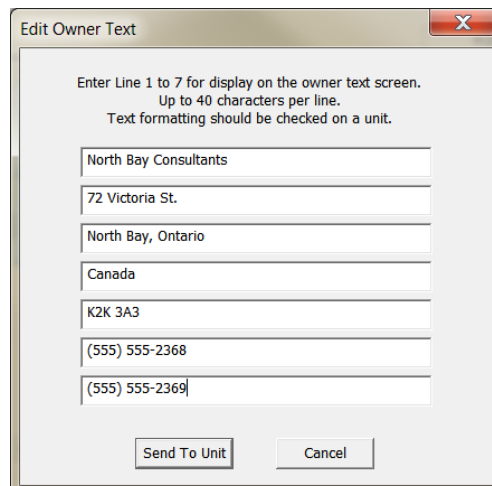 Edit Owner Text
X
Enter Line 1 to 7 for display on the owner text screen.
Up to 40 characters per line.
Text formatting should be checked on a unit.
North Bay Consultants
72 Victoria St.
North Bay, Ontario
Canada
K2K 3A3
(555) 555-2368
(555) 555-2369
Send To Unit Cancel